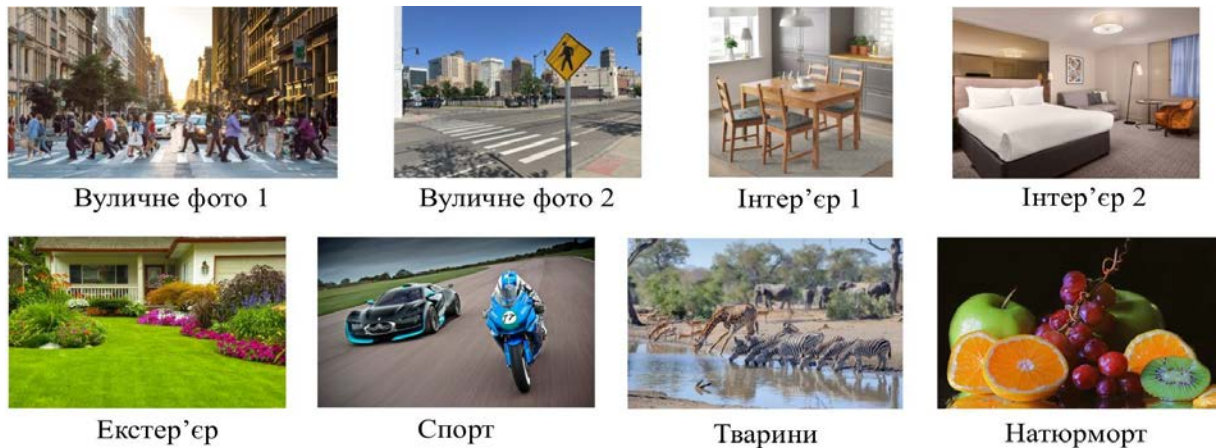 Вуличне фото 1
Вуличне фото 2
Інтер’єр 1
Інтер’єр 2
Екстер’єр
Спорт
Тварини
Натюрморт